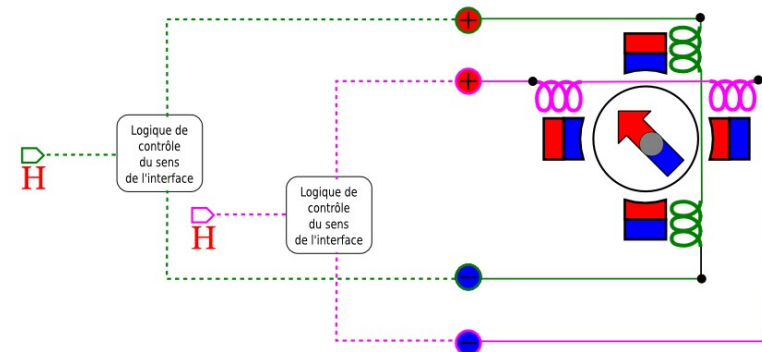 Logique de
contrôle
du sens
de l'interface
H
Logique de
contrôle
du sens
de l'interface
H
+
+
−
−